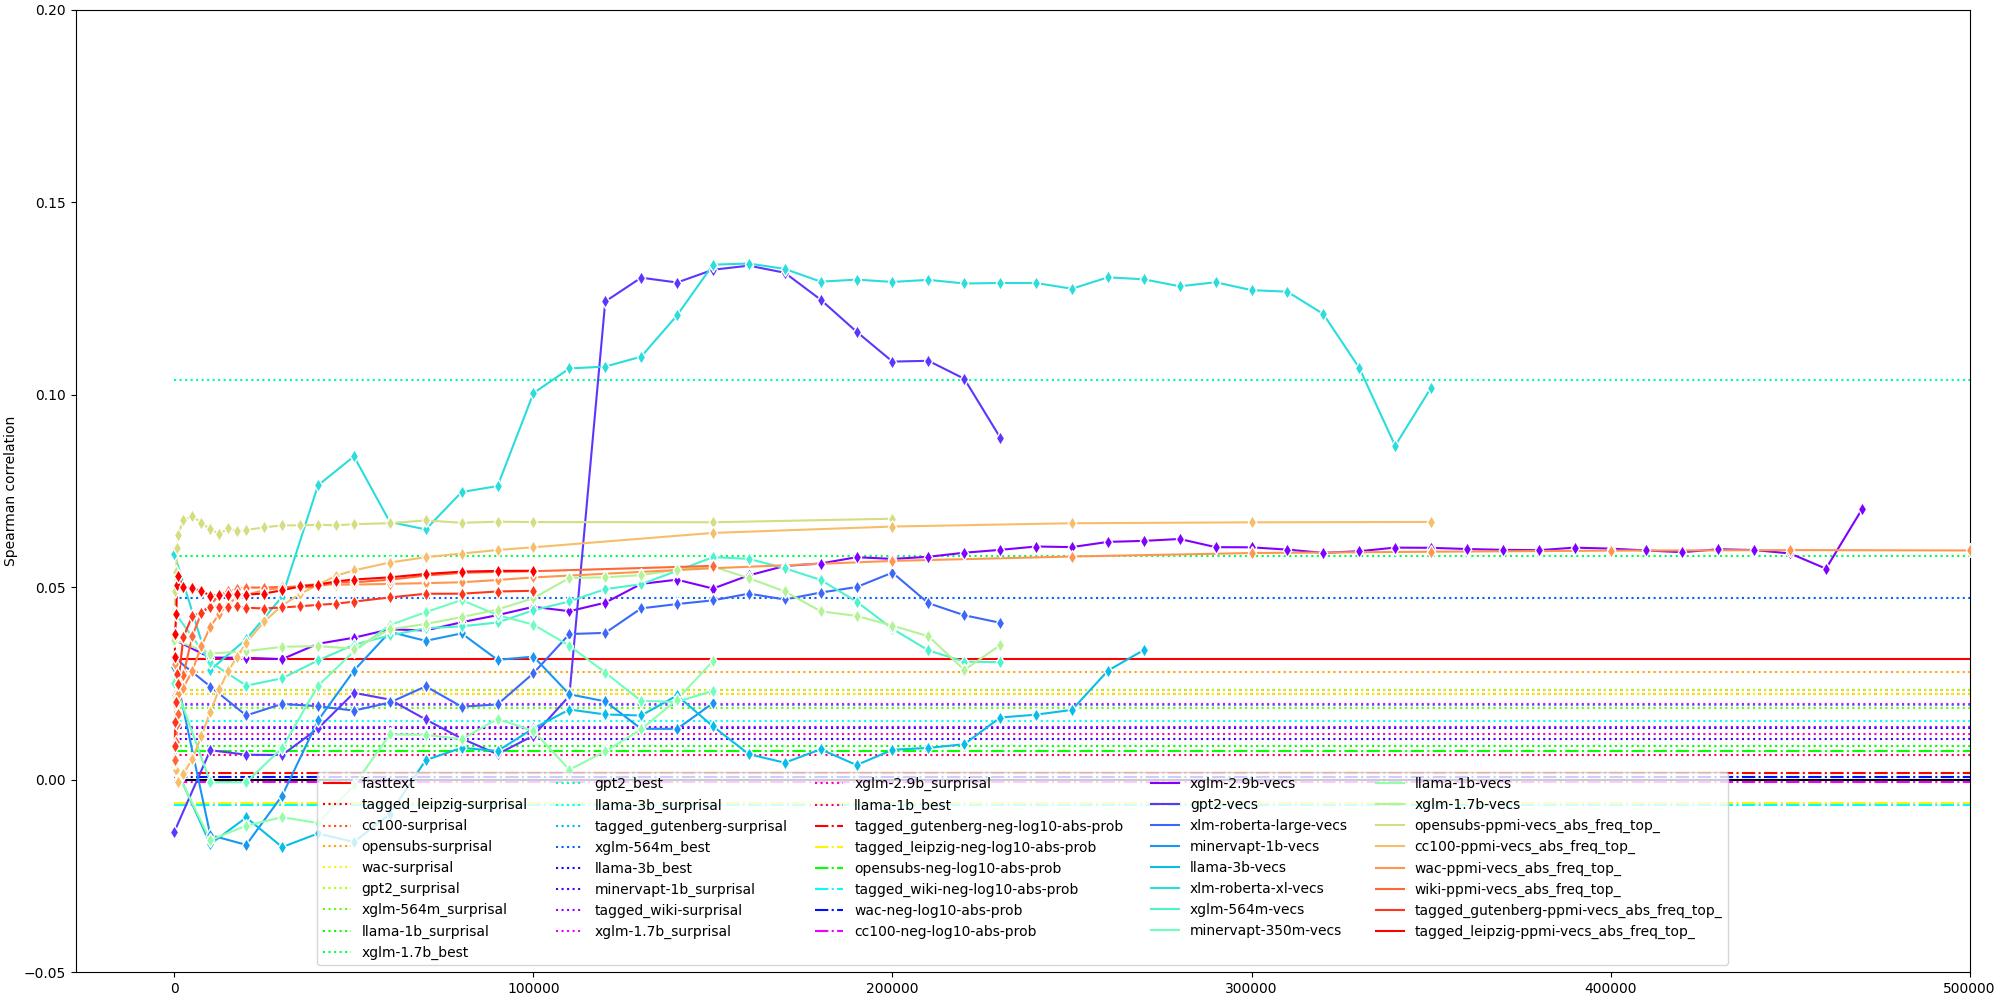 0.20
0.15
0.10
0.05
0.00
−0.05
Spearman correlation
fasttext
tagged_leipzig-surprisal
cc100-surprisal
opensubs-surprisal
wac-surprisal
gpt2_surprisal
xglm-564m_surprisal
llama-1b_surprisal
xglm-1.7b_best
gpt2_best
llama-3b_surprisal
tagged_gutenberg-surprisal
xglm-564m_best
llama-3b_best
minervapt-1b_surprisal
tagged_wiki-surprisal
xglm-1.7b_surprisal
xglm-2.9b_surprisal
llama-1b_best
tagged_gutenberg-neg-log10-abs-prob
tagged_leipzig-neg-log10-abs-prob
opensubs-neg-log10-abs-prob
tagged_wiki-neg-log10-abs-prob
wac-neg-log10-abs-prob
cc100-neg-log10-abs-prob
xglm-2.9b-vecs
gpt2-vecs
xlm-roberta-large-vecs
minervapt-1b-vecs
llama-3b-vecs
xlm-roberta-xl-vecs
xglm-564m-vecs
minervapt-350m-vecs
llama-1b-vecs
xglm-1.7b-vecs
opensubs-ppmi-vecs_abs_freq_top_
cc100-ppmi-vecs_abs_freq_top_
wac-ppmi-vecs_abs_freq_top_
wiki-ppmi-vecs_abs_freq_top_
tagged_gutenberg-ppmi-vecs_abs_freq_top_
tagged_leipzig-ppmi-vecs_abs_freq_top_
0 100000 200000 300000 400000 500000